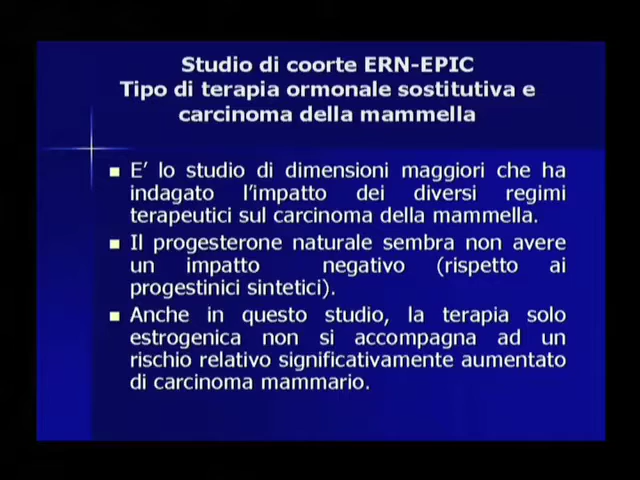 Studio di coorte ERN-EPIC
Tipo di terapia ormonale sostitutiva e
carcinoma della mammella
E' lo studio di dimensioni maggiori che ha
indagato l'impatto dei diversi regimi
terapeutici sul carcinoma della mammella.
Il progesterone naturale sembra non avere
un impatto negativo (rispetto ai
progestinici sintetici).
Anche in questo studio, la terapia solo
estrogenica non si accompagna ad un
rischio relativo significativamente aumentato
di carcinoma mammario.